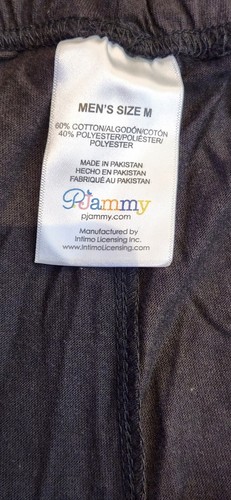 MEN'S SIZE M
60% COTTON/ALGODÓN/COTÓN
40% POLYESTER/POLIÉSTER/
POLYESTER
MADE IN PAKISTAN
HECHO EN PAKISTAN
FABRIQUÉ AU PAKISTAN
PJammy
pjammy.com
Manufactured by
Intimo Licensing Inc.
www.IntimoLicensing.com